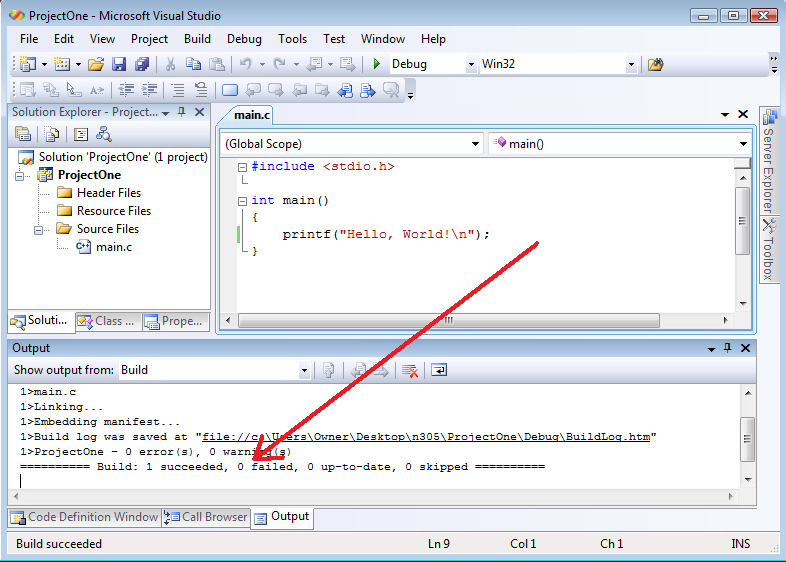 ProjectOne - Microsoft Visual Studio
File Edit View Project Build Debug Tools Test Window Help
Debug Win32
Solution Explorer - Project...
Solution 'ProjectOne' (1 project)
ProjectOne
Header Files
Resource Files
Source Files
main.c
Soluti... Class ... Prope...
main.c
(Global Scope) main()
#include <stdio.h>
int main()
{
printf("Hello, World!\n");
}
Server Explorer
Toolbox
Output
Show output from: Build
1>main.c
1>Linking...
1>Embedding manifest...
1>Build log was saved at "file://c:\Users\Owner\Desktop\n305\ProjectOne\Debug\BuildLog.htm"
1>ProjectOne - 0 error(s), 0 warning(s)
========== Build: 1 succeeded, 0 failed, 0 up-to-date, 0 skipped ==========
Code Definition Window Call Browser Output
Build succeeded Ln 9 Col 1 Ch 1 INS